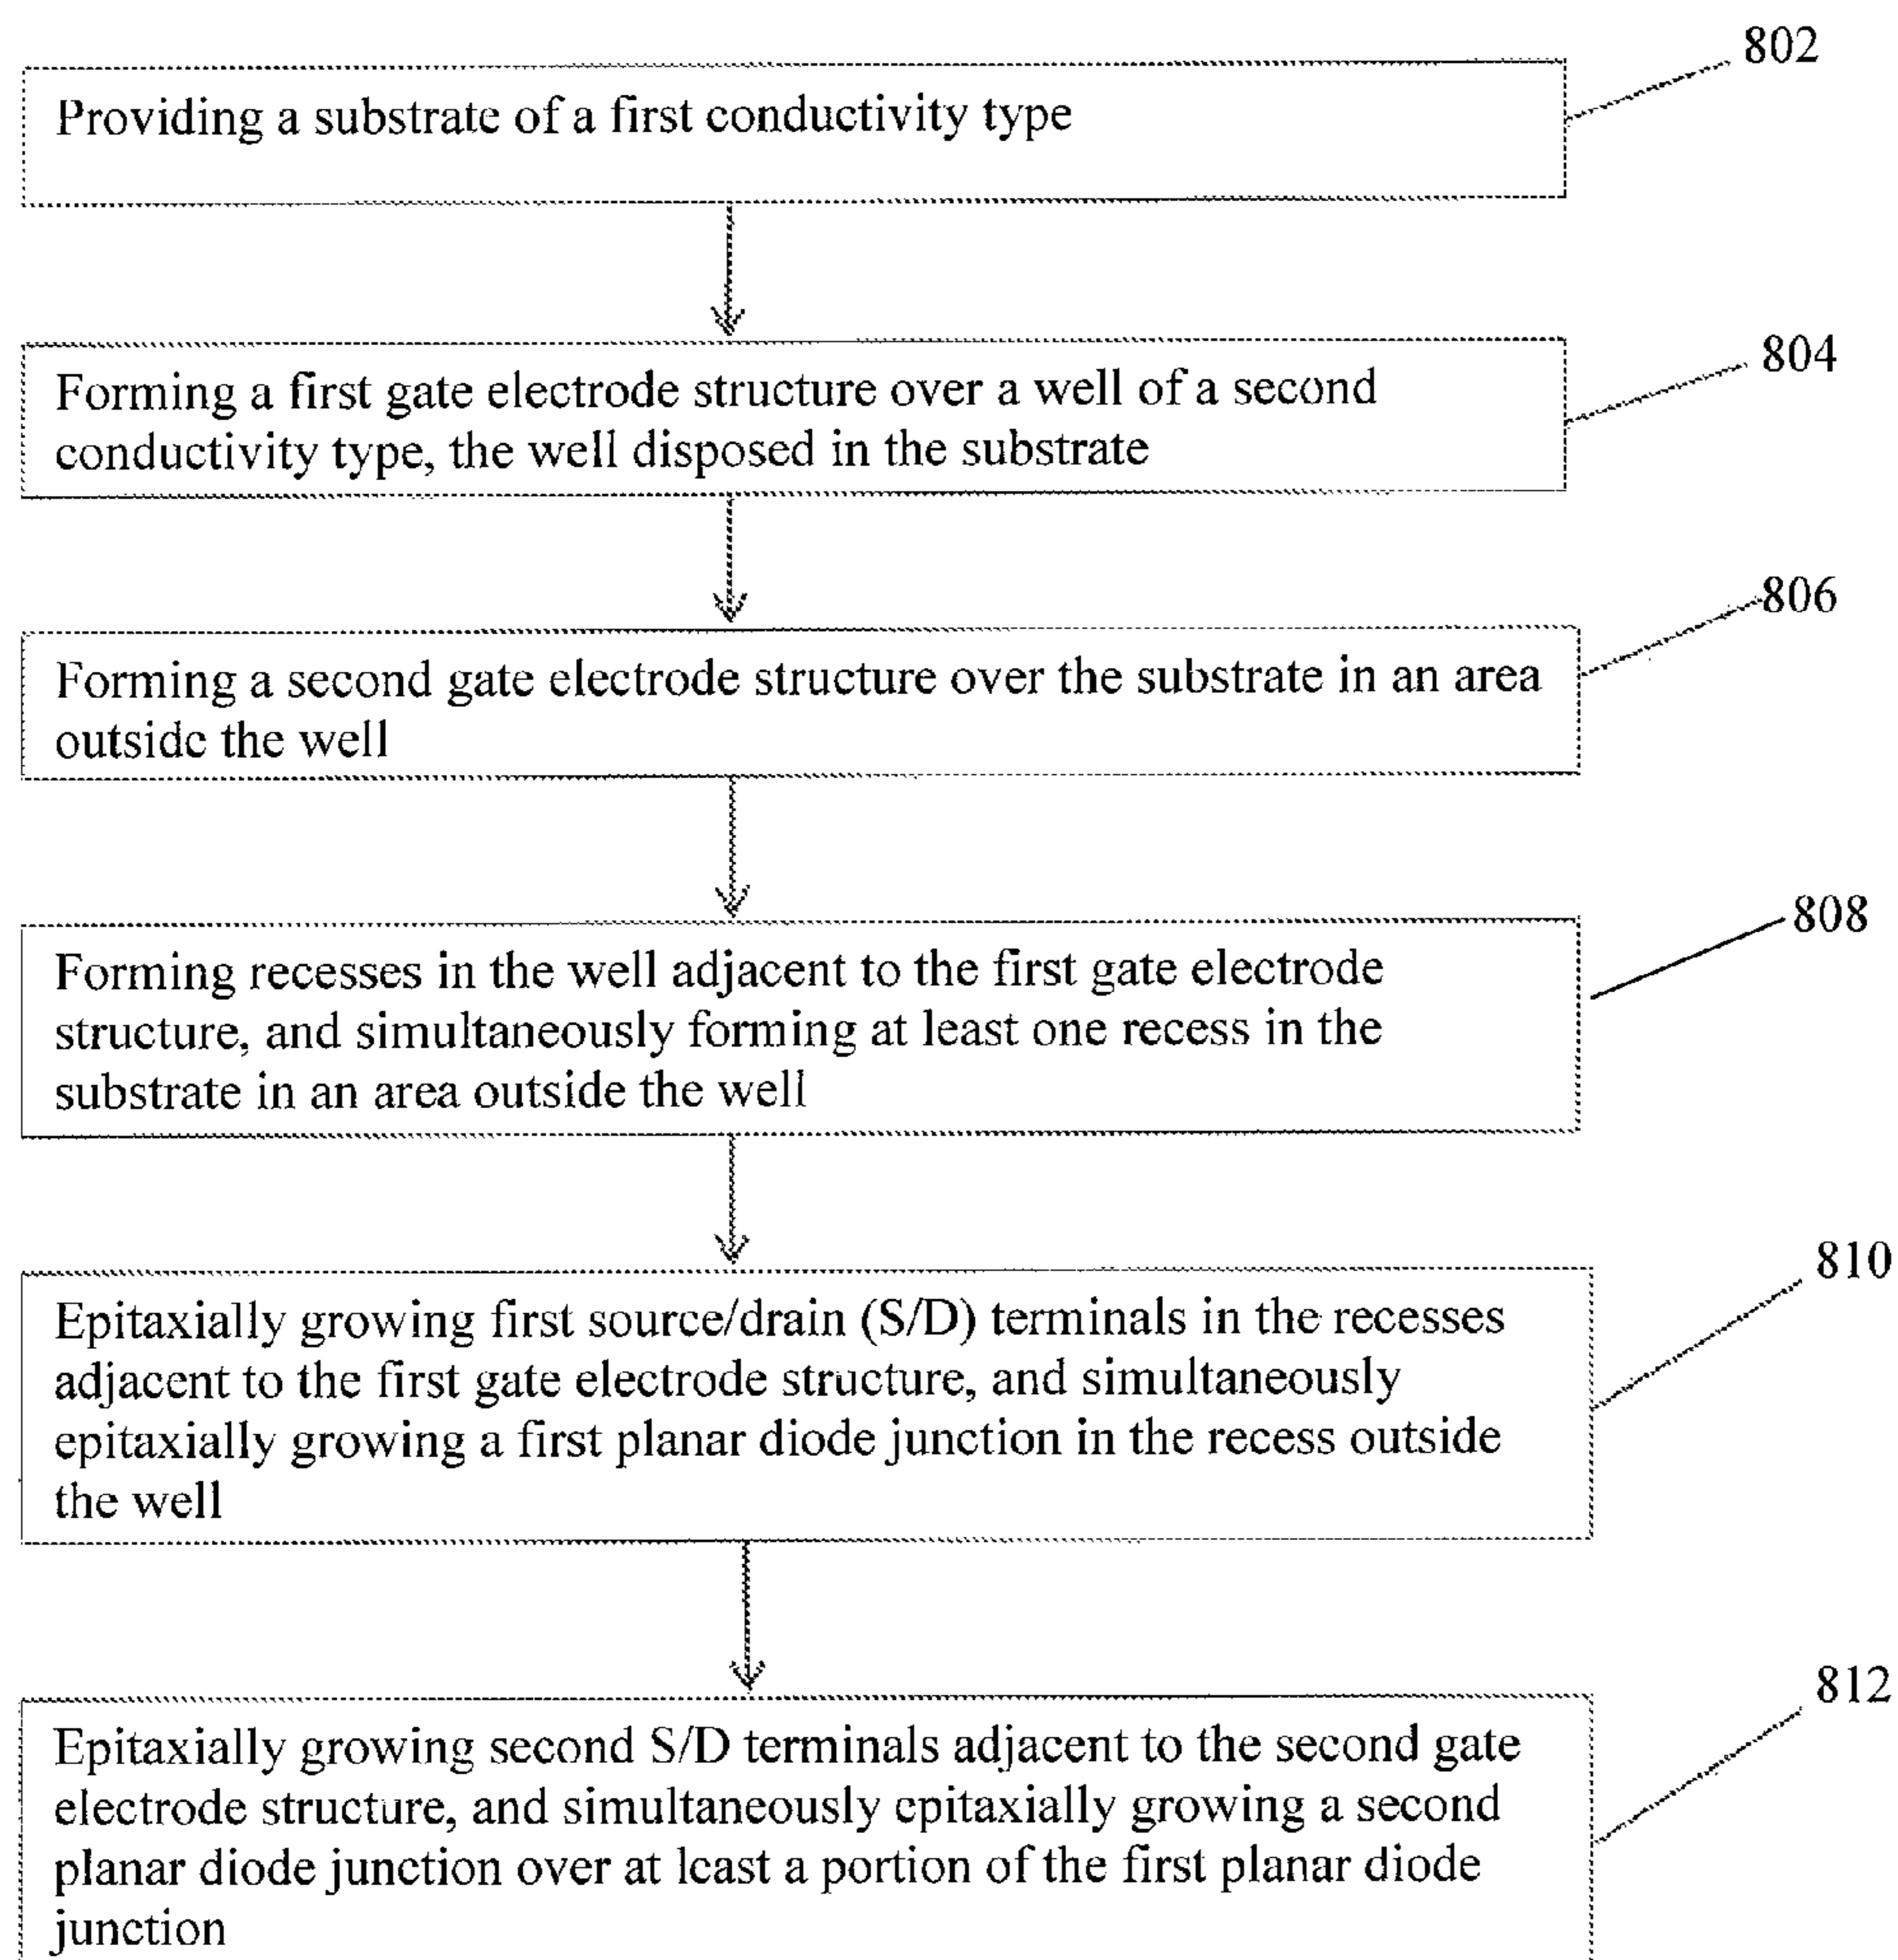 802
Providing a substrate of a first conductivity type
804
Forming a first gate electrode structure over a well of a second
conductivity type, the well disposed in the substrate
806
Forming a second gate electrode structure over the substrate in an area
outside the well
808
Forming recesses in the well adjacent to the first gate electrode
structure, and simultaneously forming at least one recess in the
substrate in an area outside the well
810
Epitaxially growing first source/drain (S/D) terminals in the recesses
adjacent to the first gate electrode structure, and simultaneously
epitaxially growing a first planar diode junction in the recess outside
the well
812
Epitaxially growing second S/D terminals adjacent to the second gate
electrode structure, and simultaneously epitaxially growing a second
planar diode junction over at least a portion of the first planar diode
junction